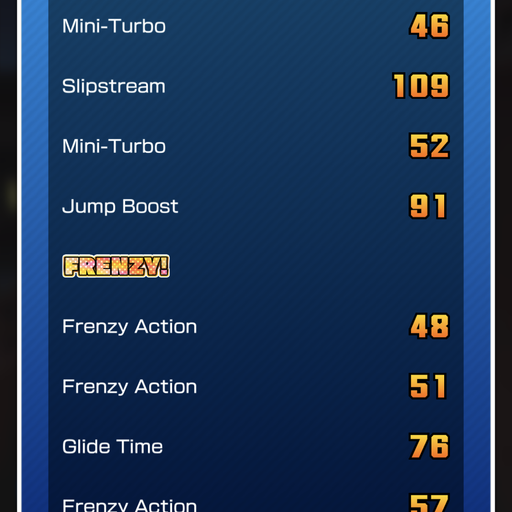 Mini-Turbo 46
Slipstream 109
Mini-Turbo 52
Jump Boost 91
FRENZY!
Frenzy Action 48
Frenzy Action 51
Glide Time 76
Frenzy Action 57